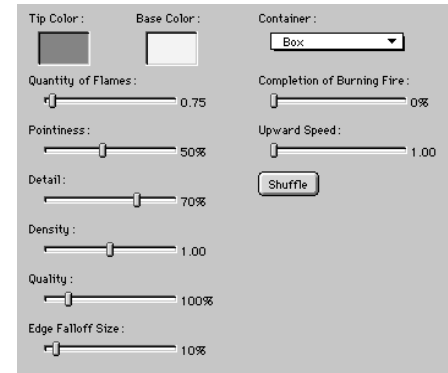 Tip Color:
Base Color:
Container:
Box
Quantity of Flames:
0.75
Completion of Burning Fire:
0%
Pointiness:
50%
Upward Speed:
1.00
Detail:
70%
Shuffle
Density:
1.00
Quality:
100%
Edge Falloff Size:
10%